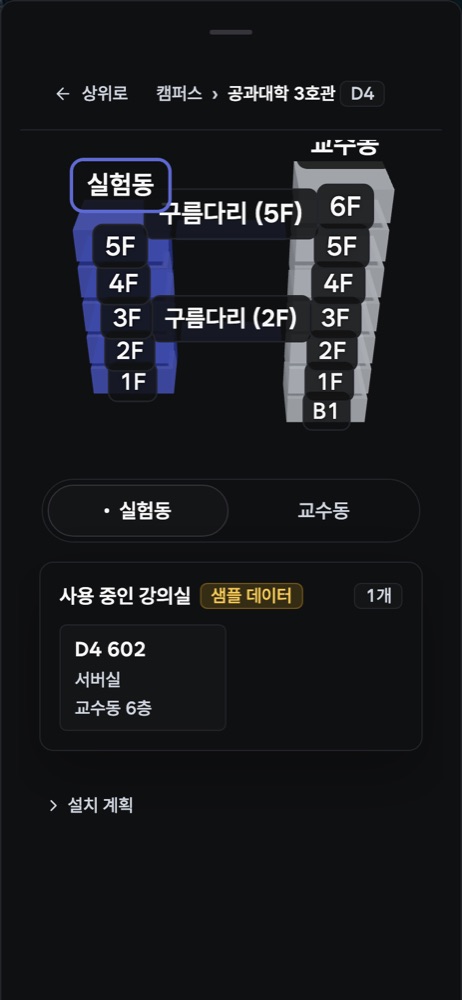 상위로 캠퍼스 › 공과대학 3호관 D4
교수동
실험동
구름다리 (5F)
6F
5F
5F
4F
4F
3F
구름다리 (2F)
3F
2F
2F
1F
1F
B1
• 실험동
교수동
사용 중인 강의실 샘플 데이터 1개
D4 602
서버실
교수동 6층
설치 계획